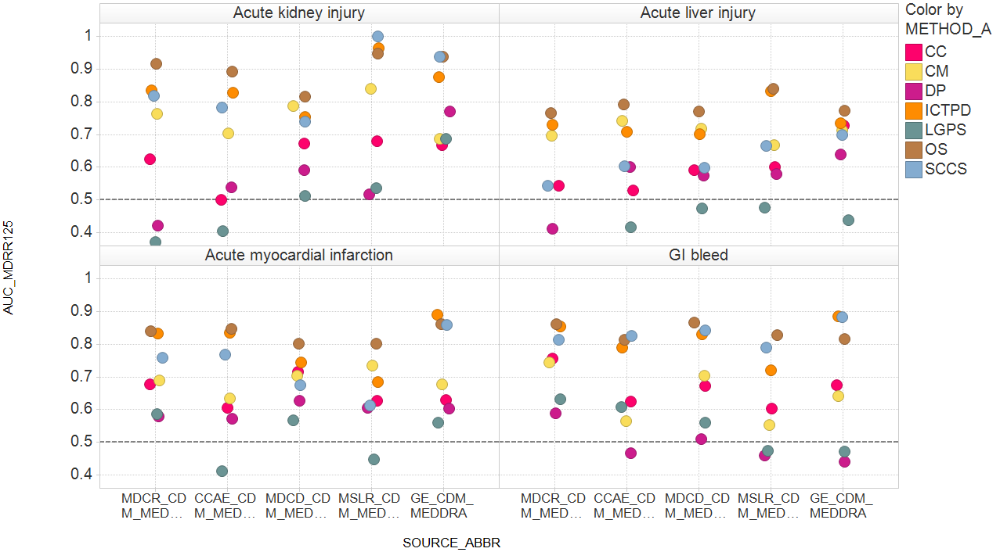 Acute kidney injury
Acute liver injury
Color by
METHOD_A
CC
CM
DP
ICTPD
LGPS
OS
SCCS
1
0.9
0.8
0.7
0.6
0.5
0.4
Acute myocardial infarction
GI bleed
1
0.9
0.8
0.7
0.6
0.5
0.4
AUC_MDRR125
MDCR_CD
M_MED…
CCAE_CD
M_MED…
MDCD_CD
M_MED…
MSLR_CD
M_MED…
GE_CDM_
MEDDRA
MDCR_CD
M_MED…
CCAE_CD
M_MED…
MDCD_CD
M_MED…
MSLR_CD
M_MED…
GE_CDM_
MEDDRA
SOURCE_ABBR